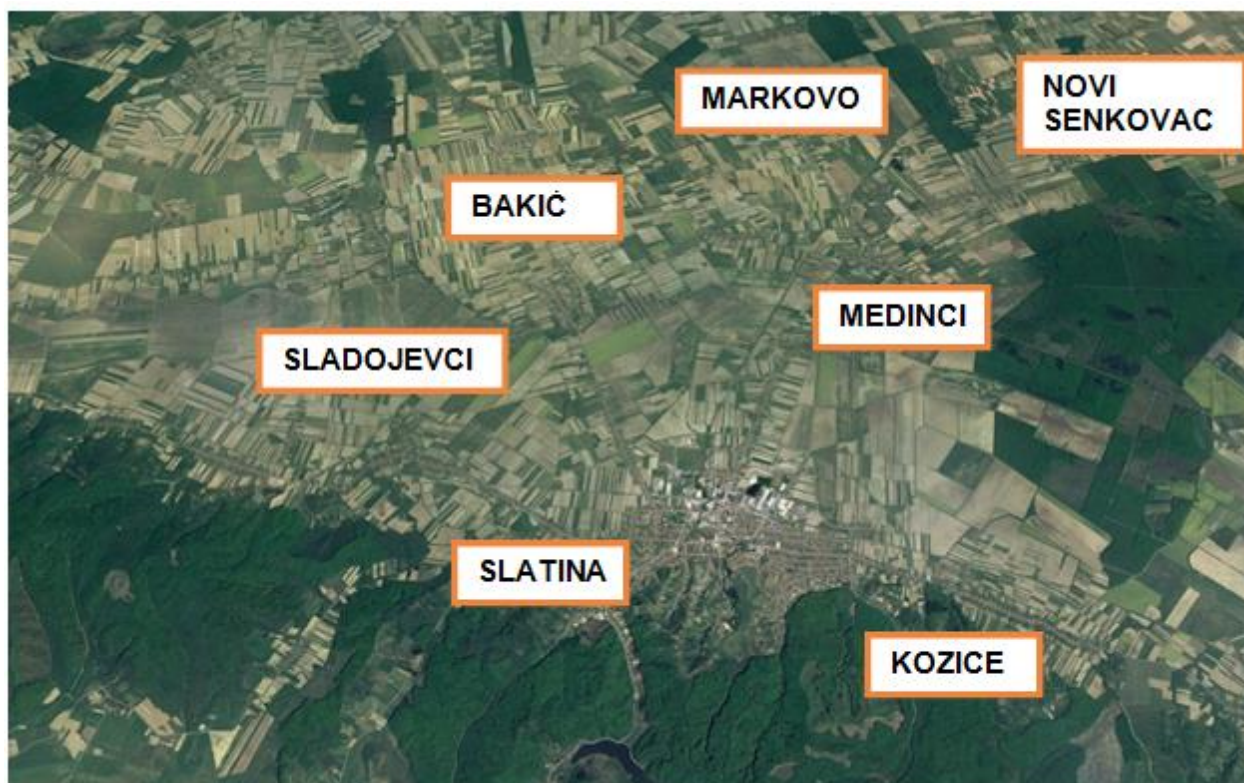 MARKOVO
NOVI
SENKOVAC
BAKIĆ
MEDINCI
SLADOJEVCI
SLATINA
KOZICE